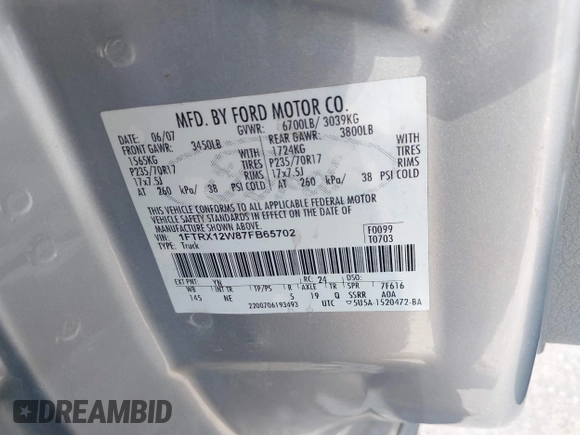 MFD. BY FORD MOTOR CO.
DATE: 06/07 GVWR: 6700LB/ 3039KG
FRONT GAWR: 3450LB REAR GAWR: 3800LB
1565KG WITH 1724KG WITH
P235/70R17 TIRES P235/70R17 TIRES
17x7.5J RIMS 17x7.5J RIMS
AT 260 kPa/ 38 PSI COLD AT 260 kPa/ 38 PSI COLD
THIS VEHICLE CONFORMS TO ALL APPLICABLE FEDERAL MOTOR
VEHICLE SAFETY STANDARDS IN EFFECT ON THE DATE OF
MANUFACTURE SHOWN ABOVE.
VIN: 1FTRX12W87FB65702 F0099
TYPE: Truck T0703
EXT PNT: YN RC: 24 DSO:
WB INT TR TP/PS R AXLE TR SPR 7F616
145 NE 5 19 Q SSRR A0A
2200706193493 UTC 5U5A-1520472-BA
DREAMBID